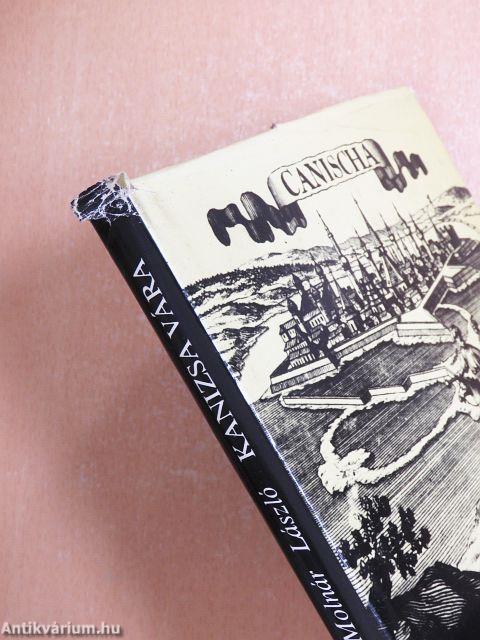 CANISCHA
Molnár László KANIZSA VÁRA
Antikvárium.hu